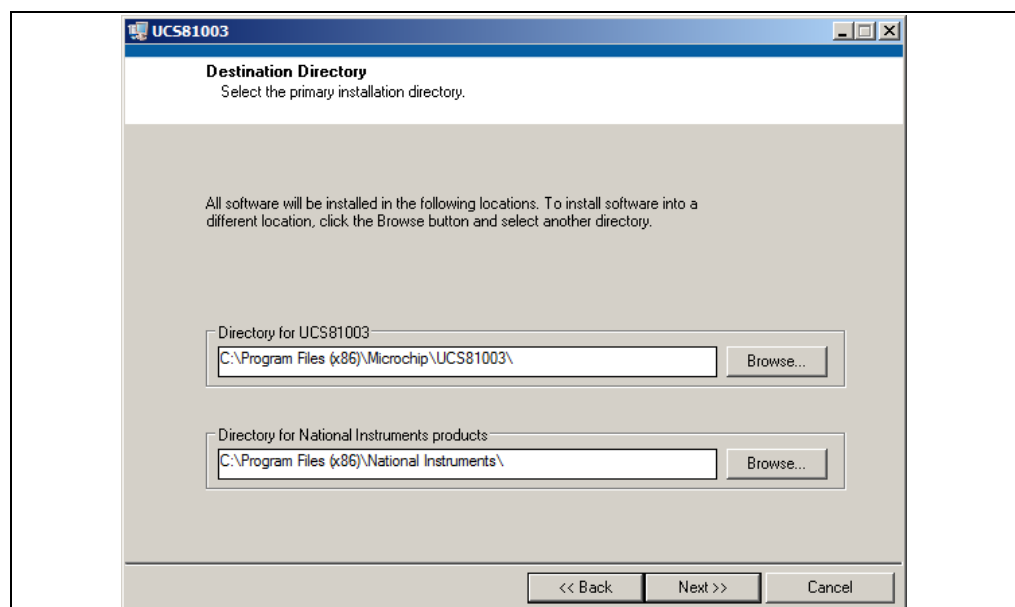 UCS81003
Destination Directory
Select the primary installation directory.
All software will be installed in the following locations. To install software into a
different location, click the Browse button and select another directory.
Directory for UCS81003
C:\Program Files (x86)\Microchip\UCS81003\
Browse...
Directory for National Instruments products
C:\Program Files (x86)\National Instruments\
Browse...
<< Back
Next >>
Cancel